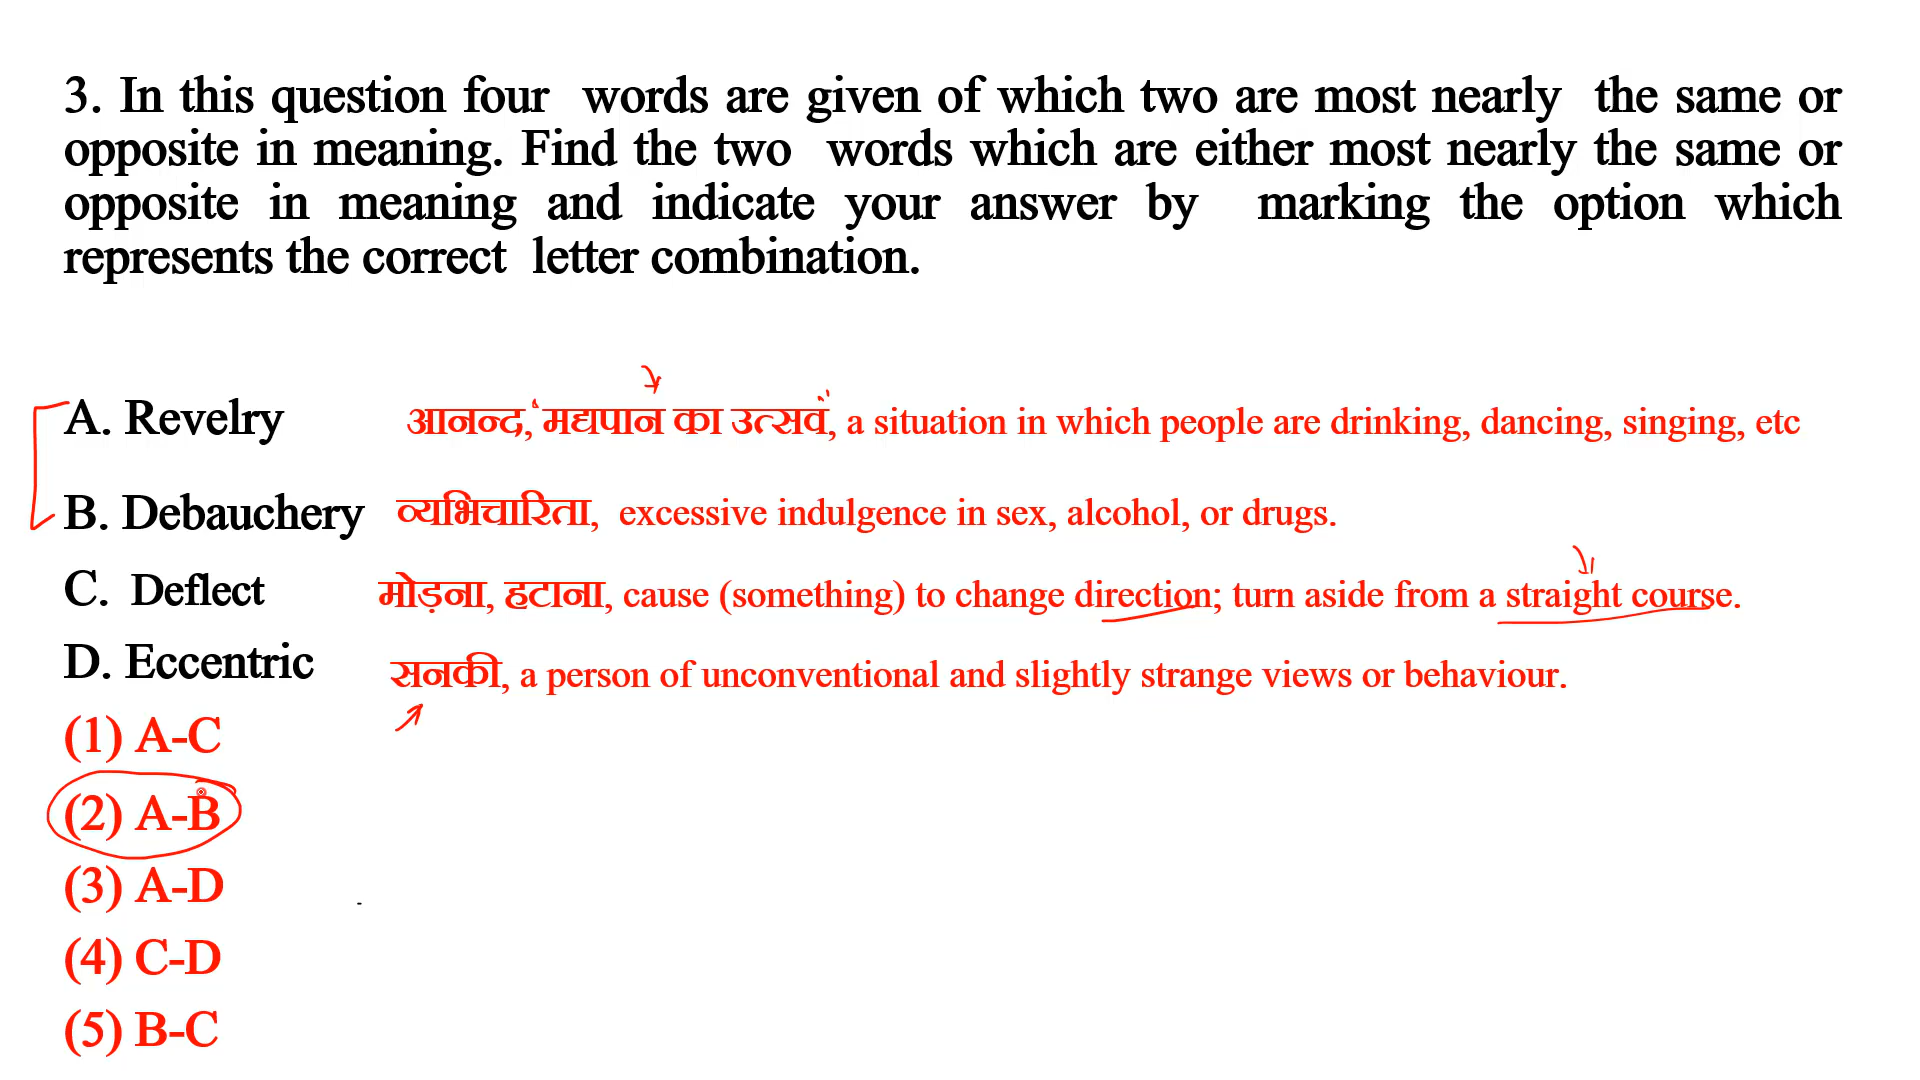 3. In this question four words are given of which two are most nearly the same or
opposite in meaning. Find the two words which are either most nearly the same or
opposite in meaning and indicate your answer by marking the option which
represents the correct letter combination.
A. Revelry आनन्द, मद्यपान का उत्सव, a situation in which people are drinking, dancing, singing, etc
B. Debauchery व्यभिचारिता, excessive indulgence in sex, alcohol, or drugs.
C. Deflect मोड़ना, हटाना, cause (something) to change direction; turn aside from a straight course.
D. Eccentric सनकी, a person of unconventional and slightly strange views or behaviour.
(1) A-C
(2) A-B
(3) A-D
(4) C-D
(5) B-C